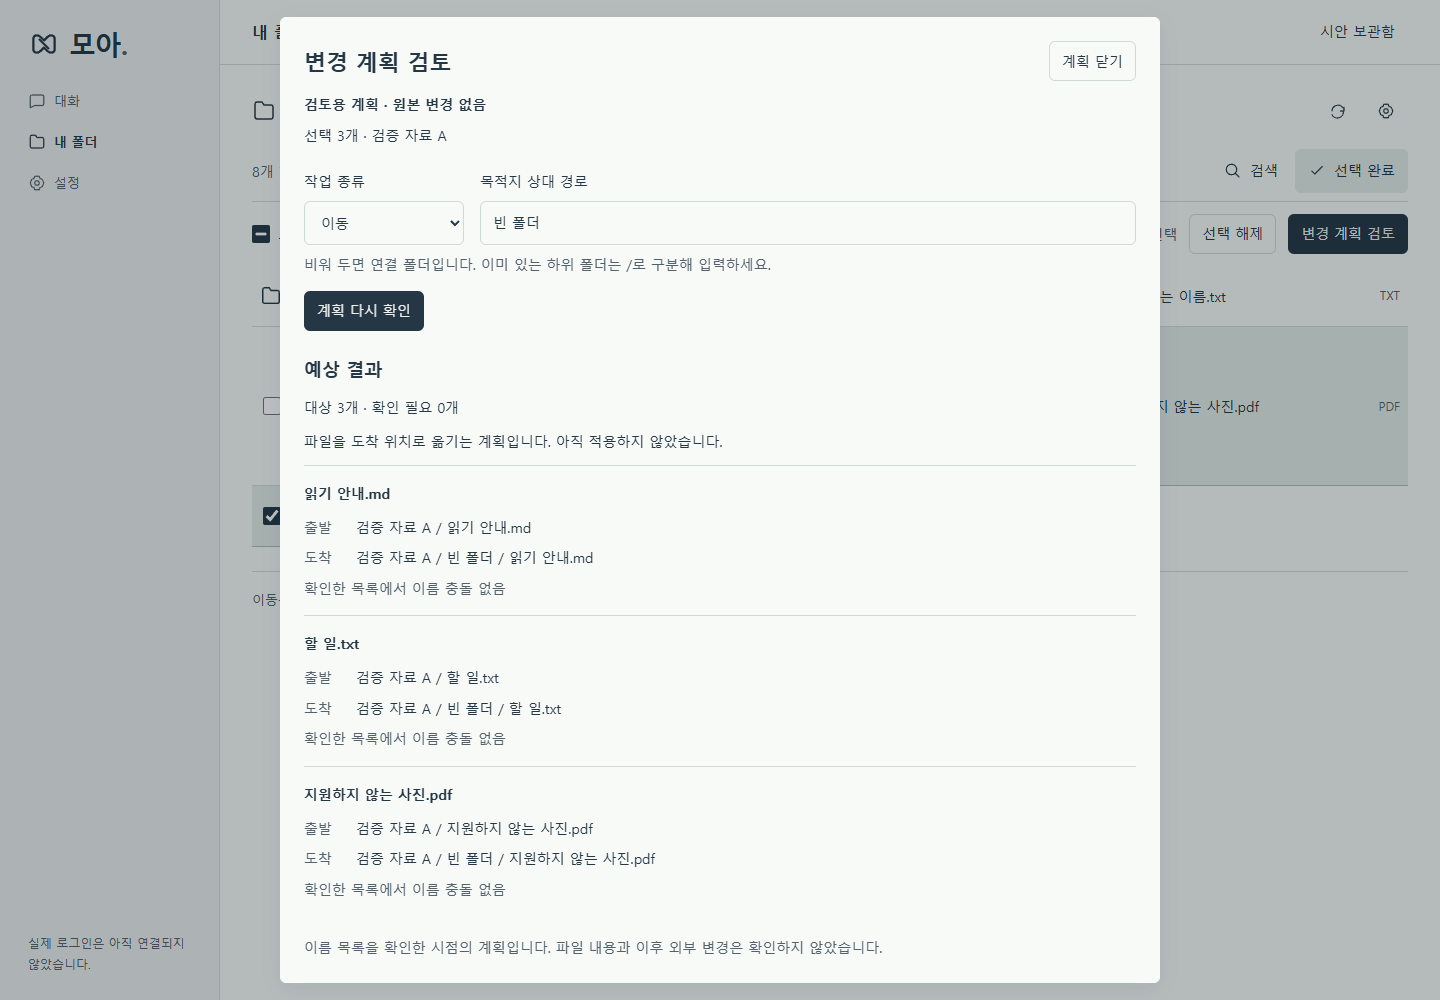 모아.
대화
내 폴더
설정
실제 로그인은 아직 연결되지
않았습니다.
내
시안 보관함
8개
검색
선택 완료
선택 해제
변경 계획 검토
이름.txt
TXT
않는 사진.pdf
PDF
변경 계획 검토
계획 닫기
검토용 계획 · 원본 변경 없음
선택 3개 · 검증 자료 A
작업 종류
목적지 상대 경로
이동
빈 폴더
비워 두면 연결 폴더입니다. 이미 있는 하위 폴더는 /로 구분해 입력하세요.
계획 다시 확인
예상 결과
대상 3개 · 확인 필요 0개
파일을 도착 위치로 옮기는 계획입니다. 아직 적용하지 않았습니다.
읽기 안내.md
출발 검증 자료 A / 읽기 안내.md
도착 검증 자료 A / 빈 폴더 / 읽기 안내.md
확인한 목록에서 이름 충돌 없음
할 일.txt
출발 검증 자료 A / 할 일.txt
도착 검증 자료 A / 빈 폴더 / 할 일.txt
확인한 목록에서 이름 충돌 없음
지원하지 않는 사진.pdf
출발 검증 자료 A / 지원하지 않는 사진.pdf
도착 검증 자료 A / 빈 폴더 / 지원하지 않는 사진.pdf
확인한 목록에서 이름 충돌 없음
이름 목록을 확인한 시점의 계획입니다. 파일 내용과 이후 외부 변경은 확인하지 않았습니다.